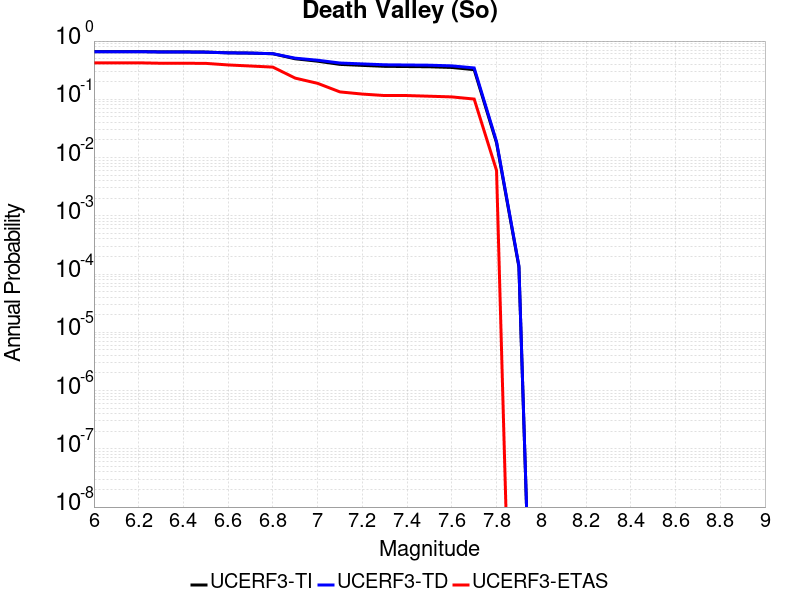 Death Valley (So)
10^0
10^-1
10^-2
10^-3
10^-4
10^-5
10^-6
10^-7
10^-8
Annual Probability
6 6.2 6.4 6.6 6.8 7 7.2 7.4 7.6 7.8 8 8.2 8.4 8.6 8.8 9
Magnitude
UCERF3-TI UCERF3-TD UCERF3-ETAS